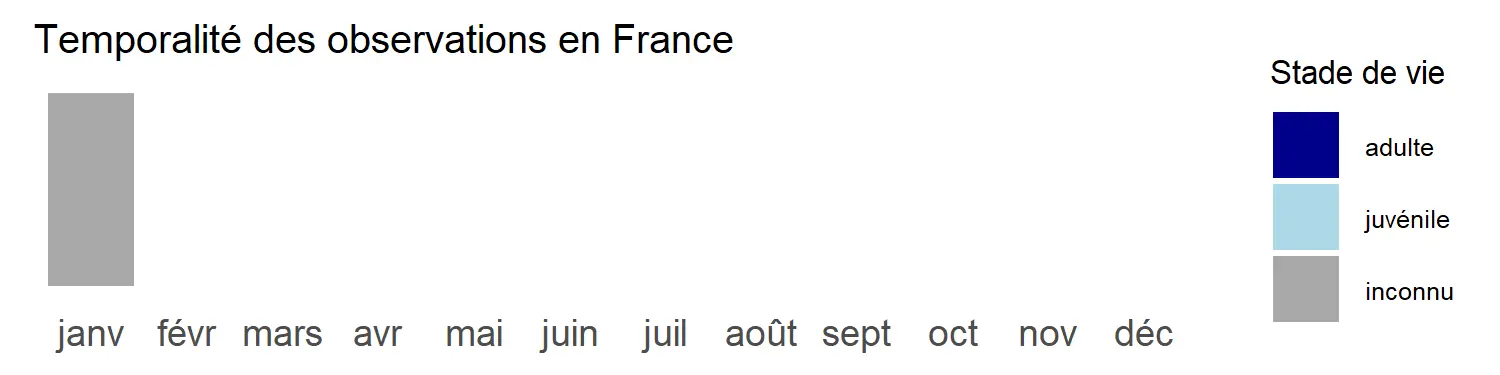 Temporalité des observations en France
Stade de vie
adulte
juvénile
inconnu
janv févr mars avr mai juin juil août sept oct nov déc